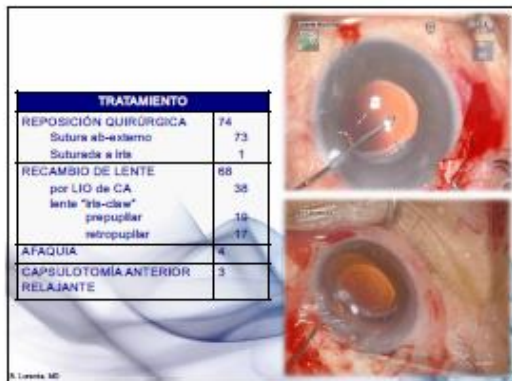 TRATAMIENTO
REPOSICIÓN QUIRÚRGICA 74
Sutura ab-externo 73
Suturada a iris 1
RECAMBIO DE LENTE 68
por LIO de CA 38
lente "iris-claw"
prepupilar 19
retropupilar 17
AFAQUIA 4
CAPSULOTOMÍA ANTERIOR 3
RELAJANTE
R. Lorente, MD